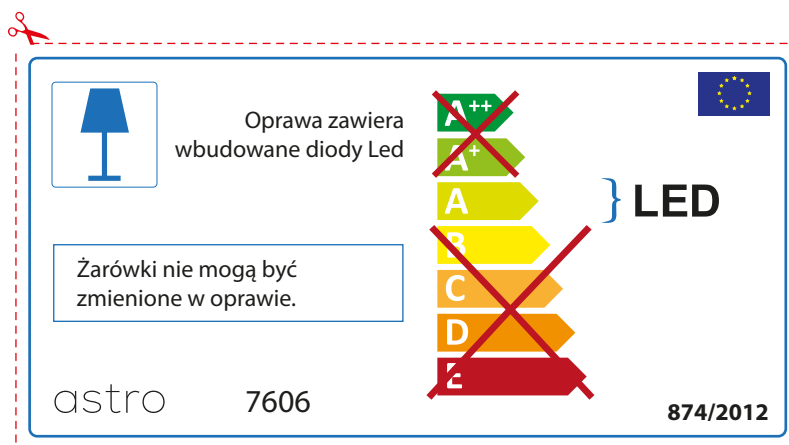 Oprawa zawiera
wbudowane diody Led
A++
A+
A
B
C
D
E
LED
Żarówki nie mogą być
zmienione w oprawie.
astro
7606
874/2012